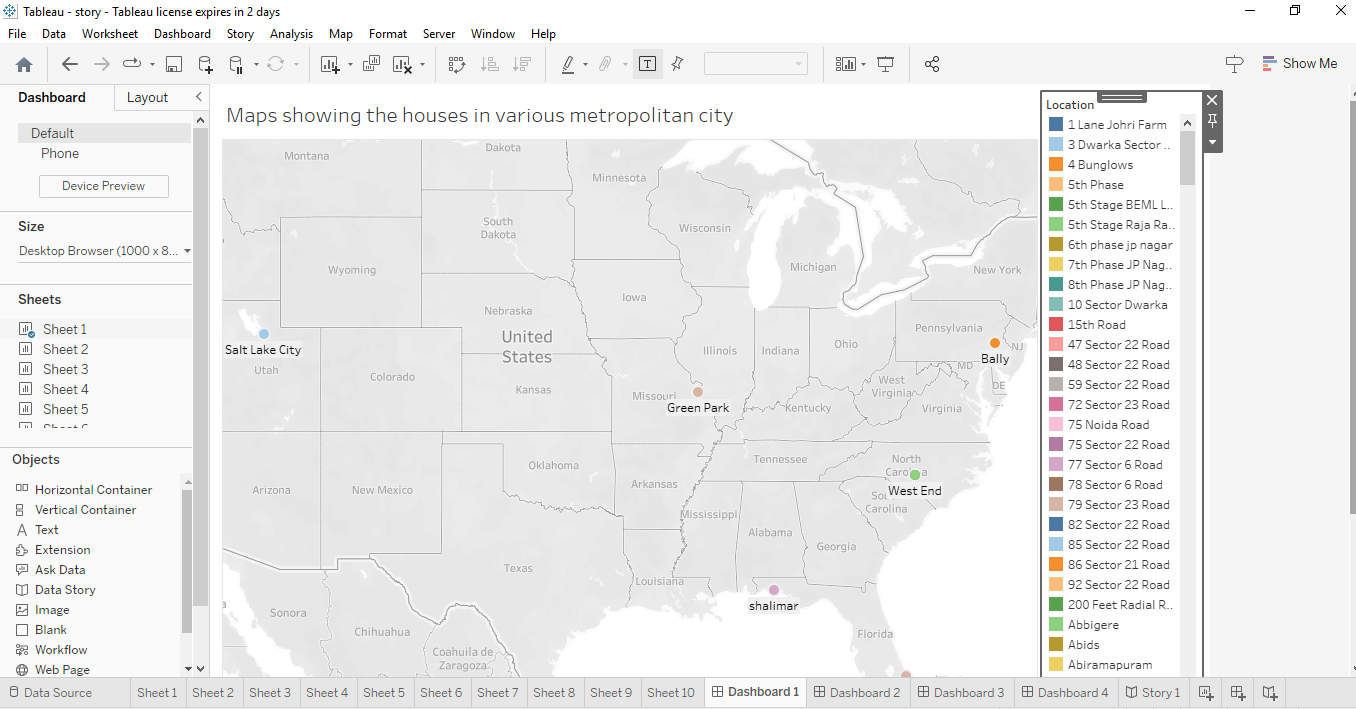 Tableau - story - Tableau license expires in 2 days
File Data Worksheet Dashboard Story Analysis Map Format Server Window Help
Show Me
Dashboard Layout
Default
Phone
Device Preview
Size
Desktop Browser (1000 x 8...
Sheets
Sheet 1
Sheet 2
Sheet 3
Sheet 4
Sheet 5
Objects
Horizontal Container
Vertical Container
Text
Extension
Ask Data
Data Story
Image
Blank
Workflow
Web Page
Maps showing the houses in various metropolitan city
Montana
Dakota
Minnesota
South
Dakota
Wisconsin
Wyoming
Michigan
New York
Iowa
Nebraska
Pennsylvania
United
States
Salt Lake City
Utah
Illinois
Indiana
Ohio
NJ
Bally
MD
DE
Colorado
Kansas
Missouri
Green Park
West
Virginia
Virginia
Kentucky
Oklahoma
Tennessee
North
Carolina
West End
Arizona
New Mexico
Arkansas
Mississippi
Alabama
Georgia
Carolina
Texas
Louisiana
shalimar
Sonora
Chihuahua
Coahuila de
Zaragoza
Florida
Location
1 Lane Johri Farm
3 Dwarka Sector ..
4 Bunglows
5th Phase
5th Stage BEML L..
5th Stage Raja Ra..
6th phase jp nagar
7th Phase JP Nag..
8th Phase JP Nag..
10 Sector Dwarka
15th Road
47 Sector 22 Road
48 Sector 22 Road
59 Sector 22 Road
72 Sector 23 Road
75 Noida Road
75 Sector 22 Road
77 Sector 6 Road
78 Sector 6 Road
79 Sector 23 Road
82 Sector 22 Road
85 Sector 22 Road
86 Sector 21 Road
92 Sector 22 Road
200 Feet Radial R..
Abbigere
Abids
Abiramapuram
Data Source Sheet 1 Sheet 2 Sheet 3 Sheet 4 Sheet 5 Sheet 6 Sheet 7 Sheet 8 Sheet 9 Sheet 10 Dashboard 1 Dashboard 2 Dashboard 3 Dashboard 4 Story 1